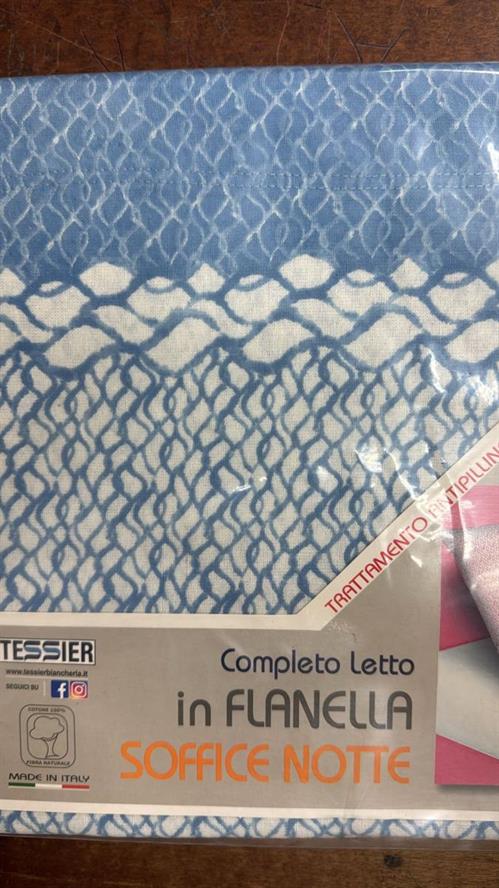 TRATTAMENTO ANTIPILLING
TESSIER
www.tessierbiancheria.it
SEGUICI SU
Completo Letto
in FLANELLA
SOFFICE NOTTE
COTONE 100%
FIBRA NATURALE
MADE IN ITALY